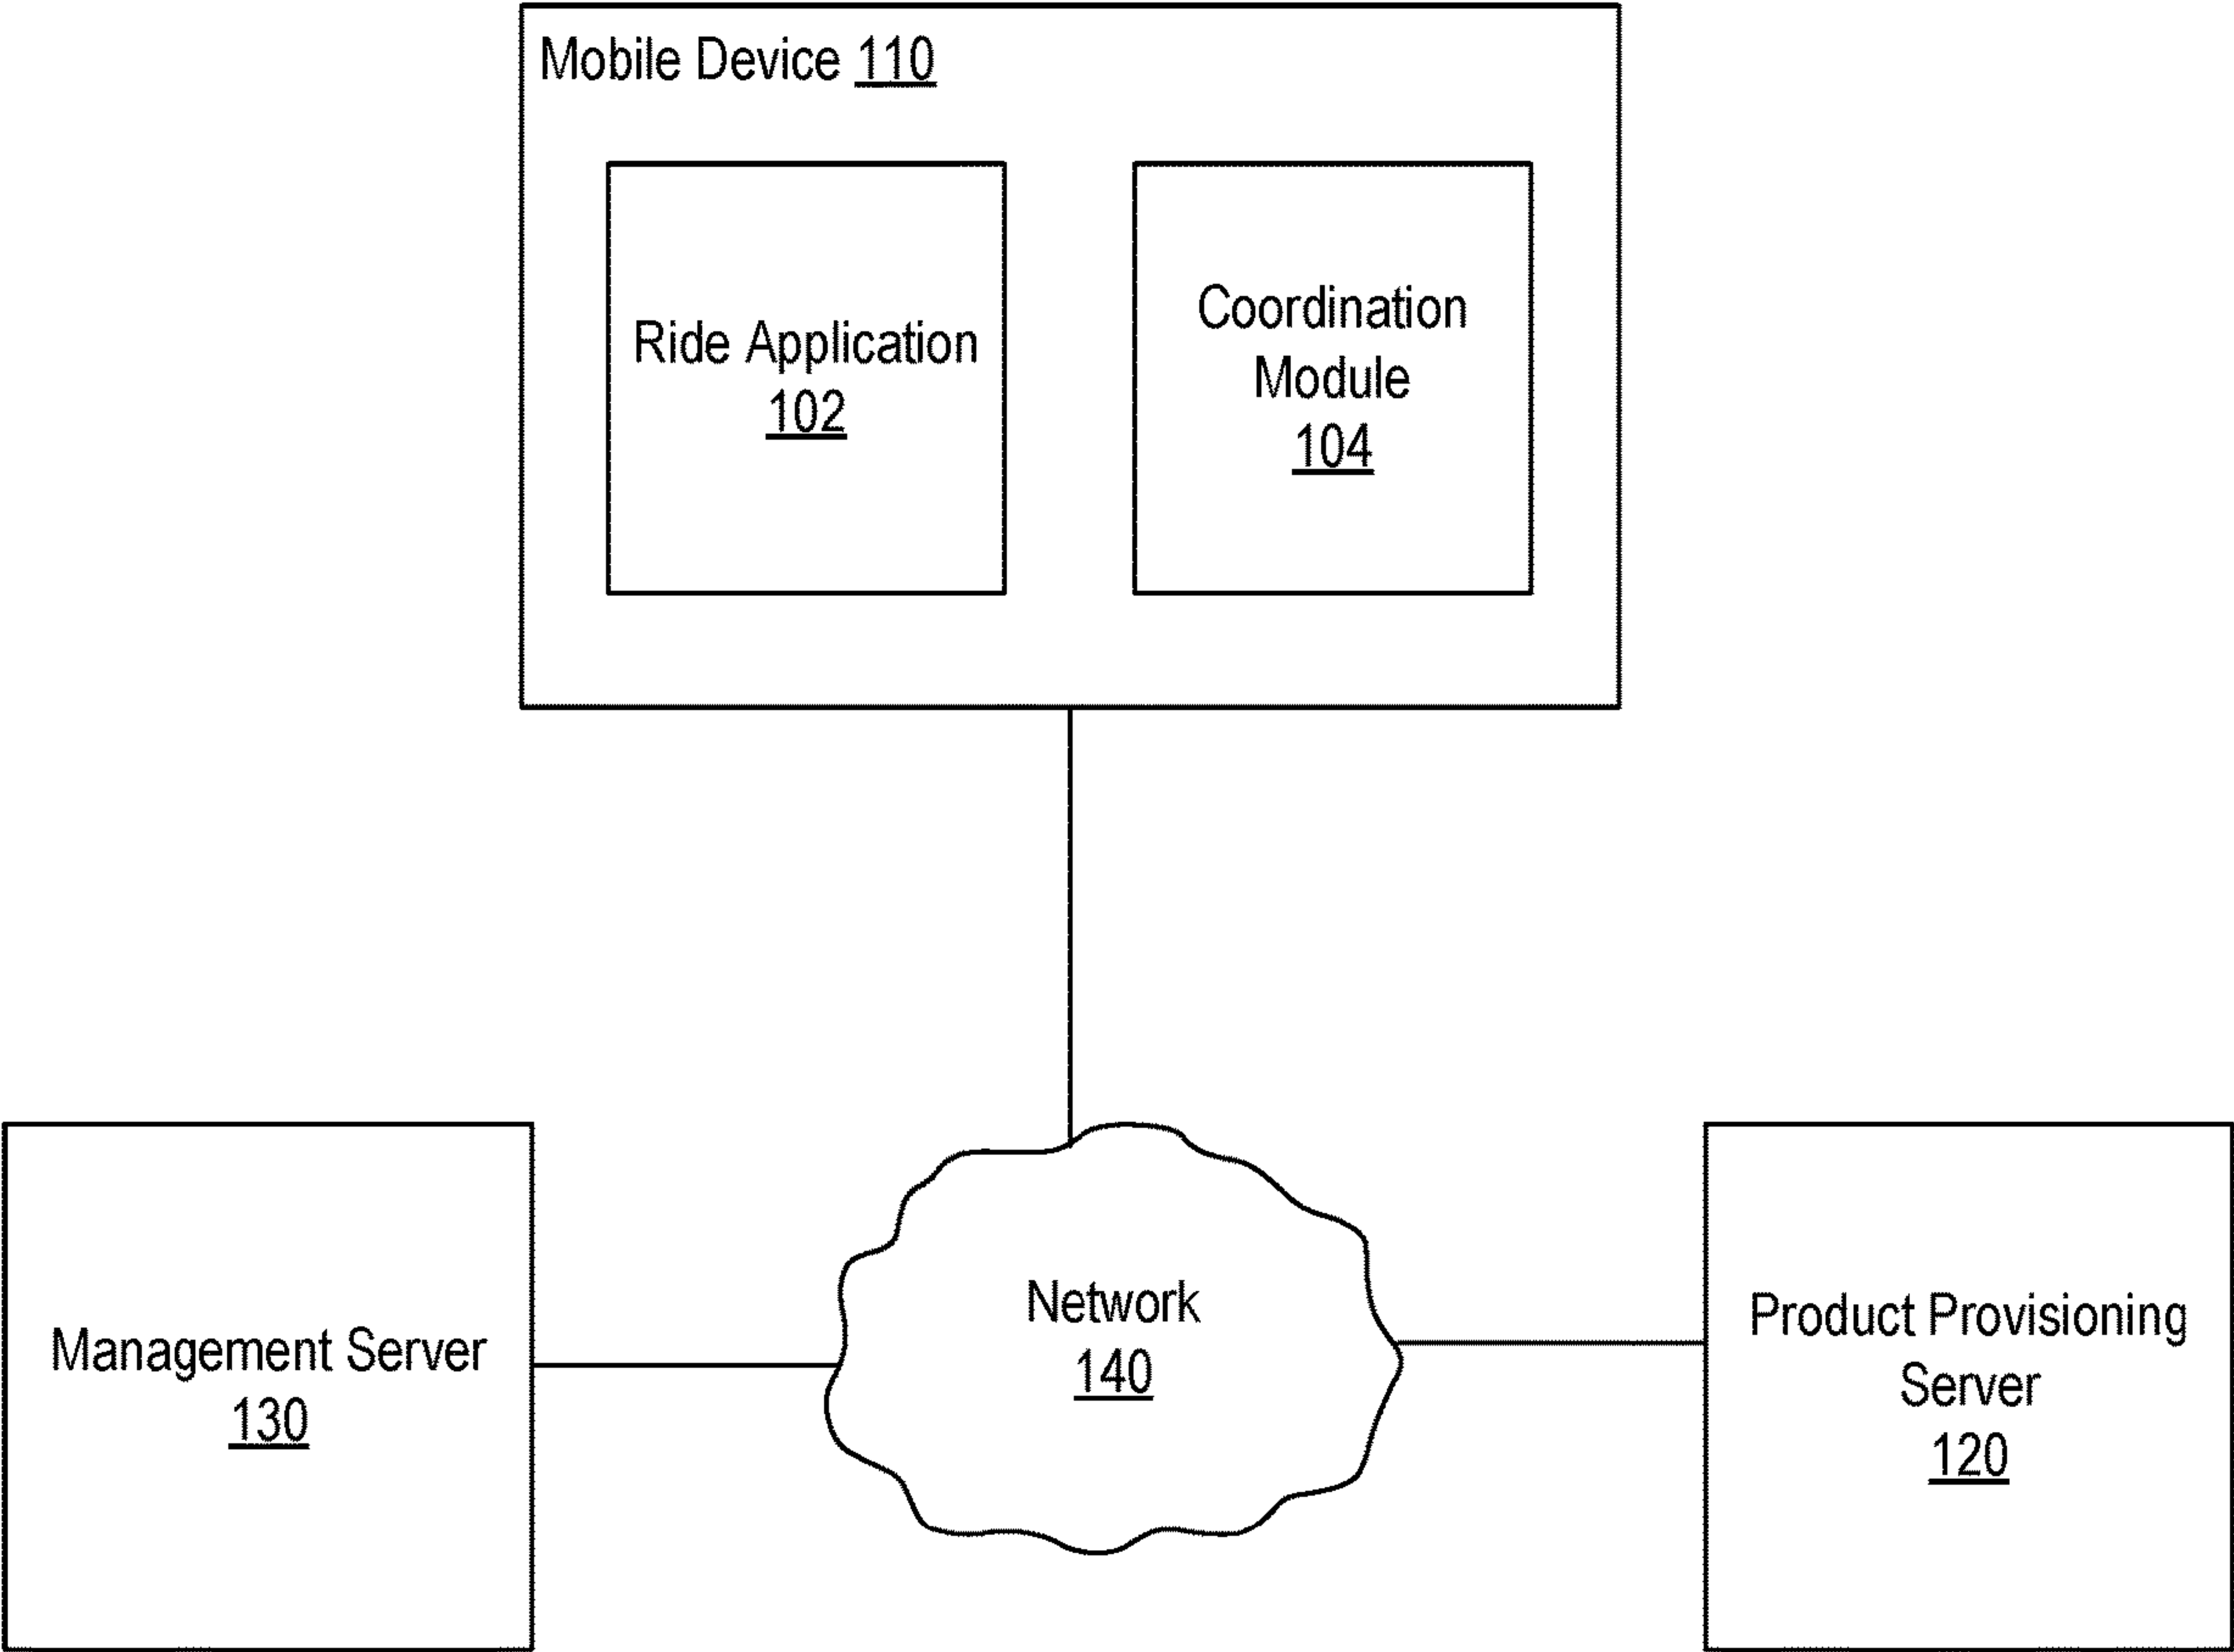 Mobile Device 110
Ride Application
102
Coordination
Module
104
Management Server
130
Network
140
Product Provisioning
Server
120